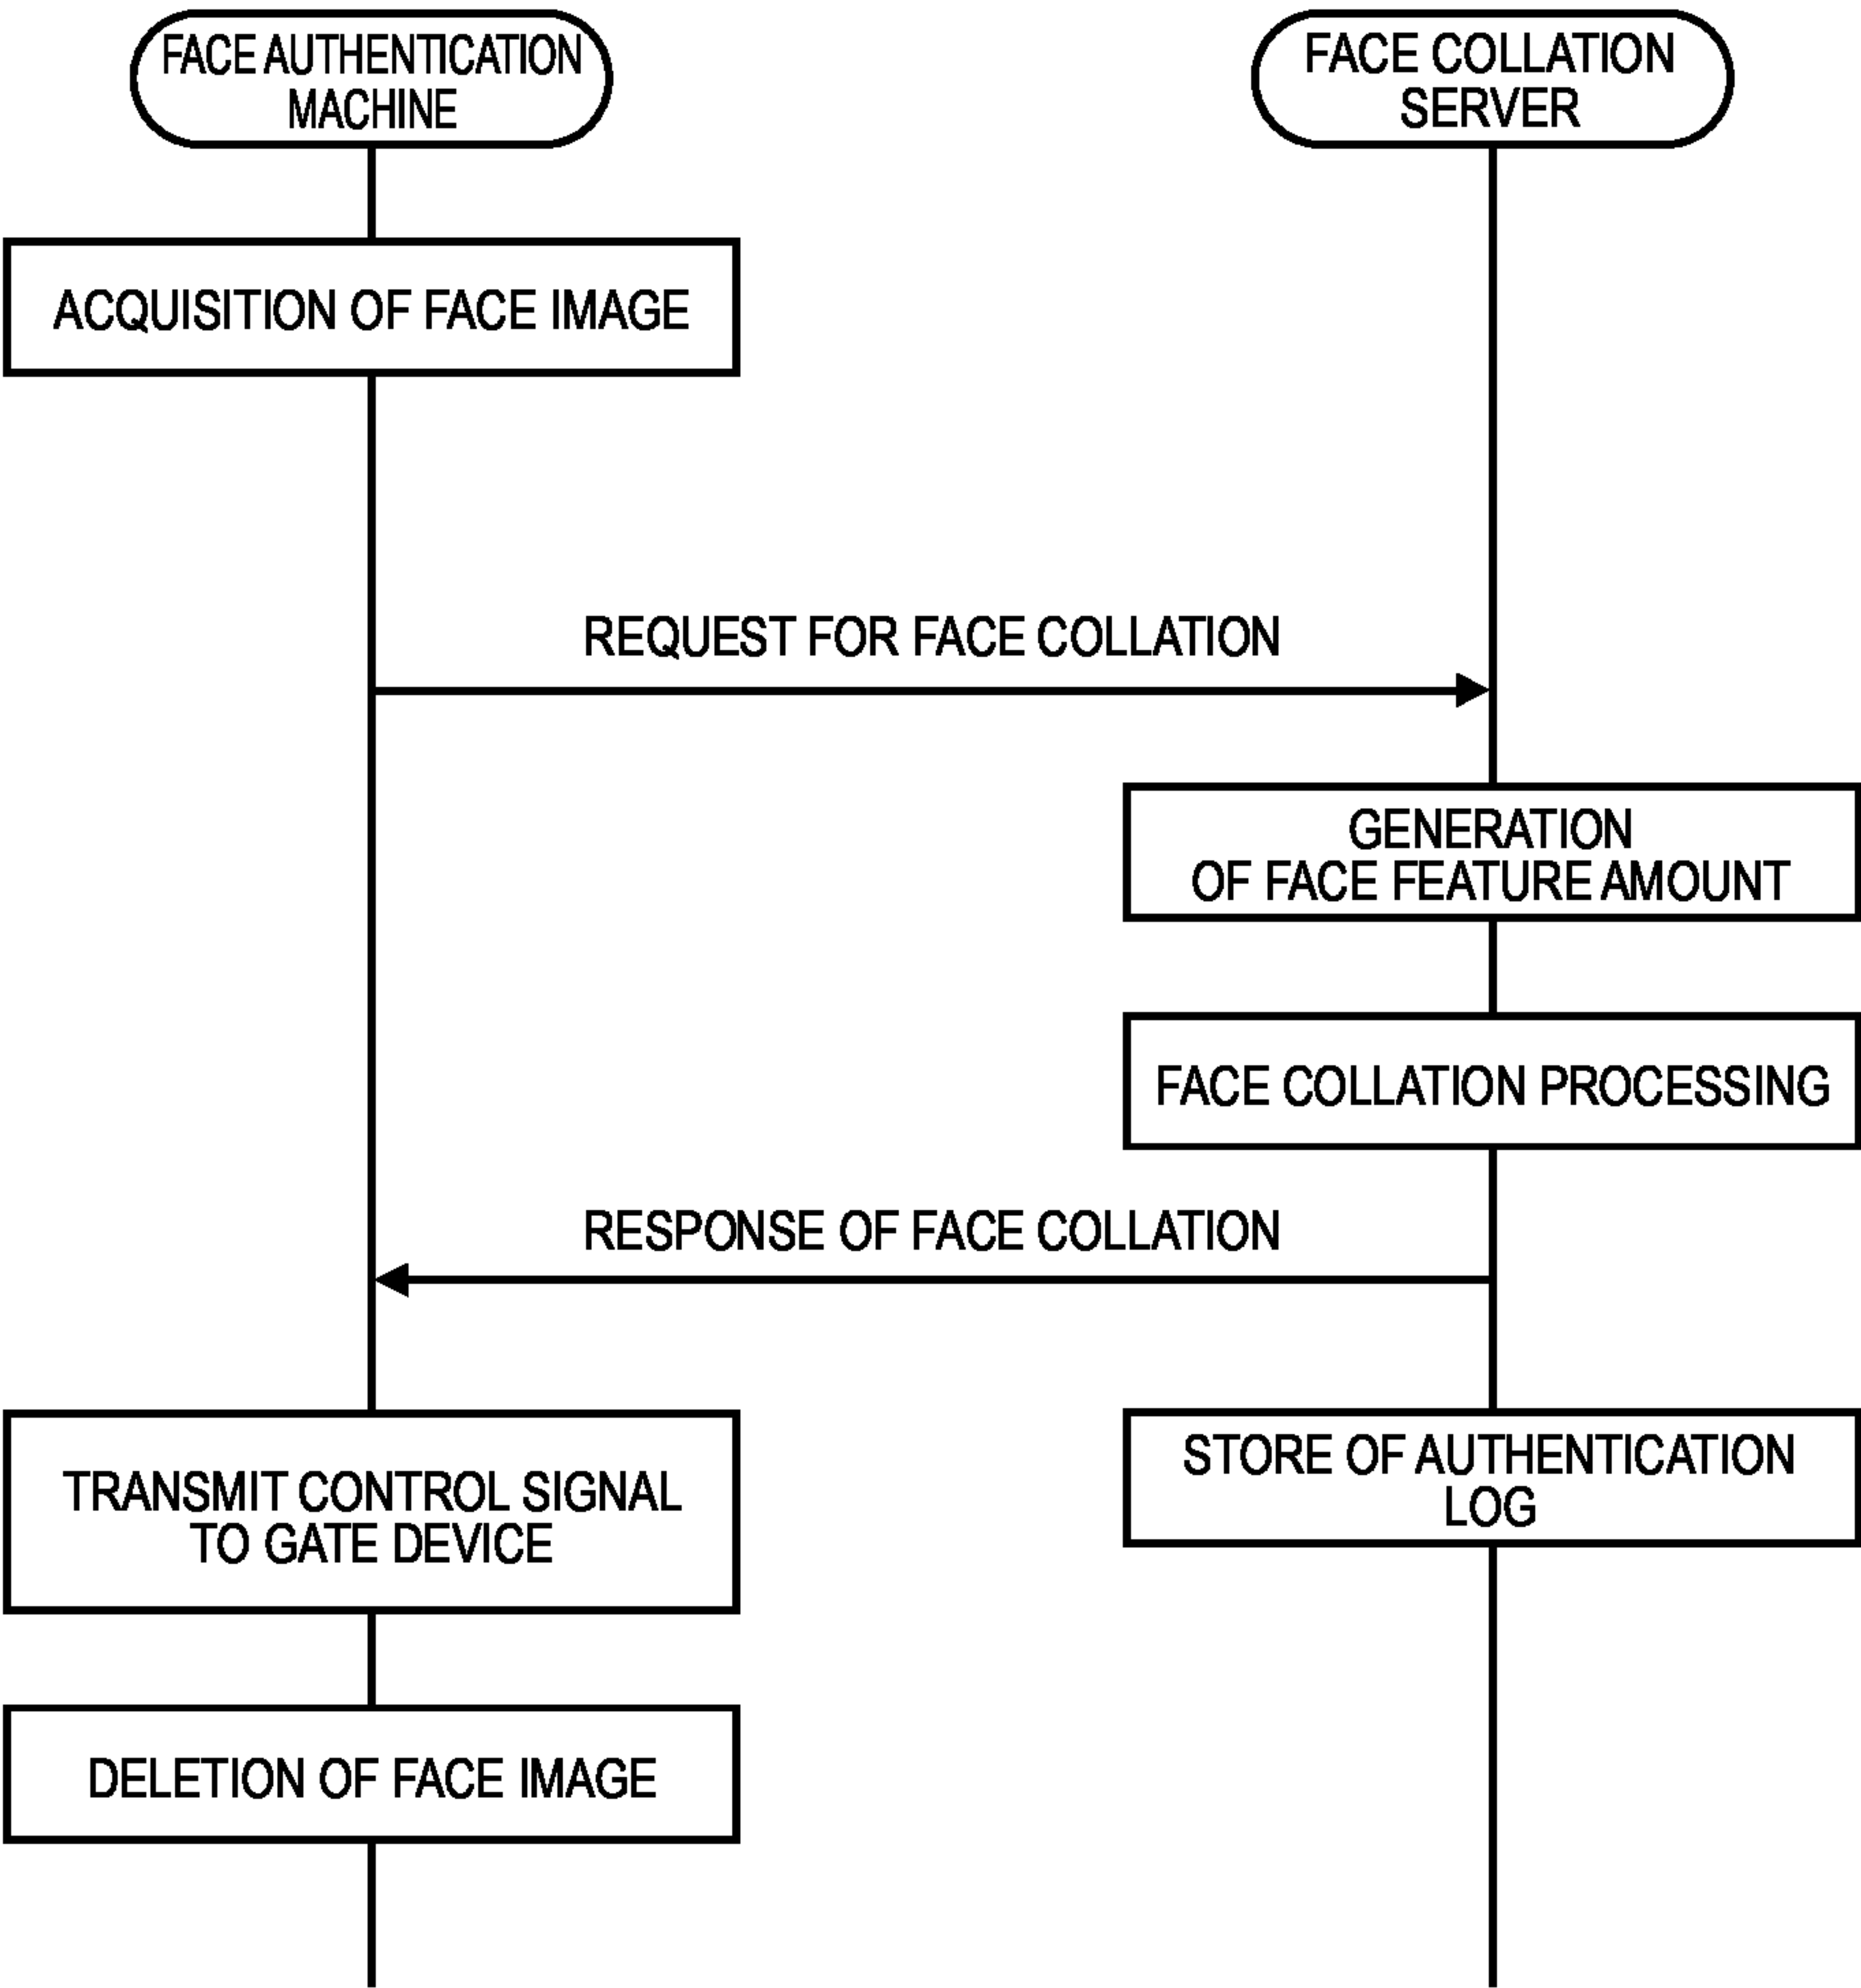 FACE AUTHENTICATION
MACHINE
FACE COLLATION
SERVER
ACQUISITION OF FACE IMAGE
REQUEST FOR FACE COLLATION
GENERATION
OF FACE FEATURE AMOUNT
FACE COLLATION PROCESSING
RESPONSE OF FACE COLLATION
TRANSMIT CONTROL SIGNAL
TO GATE DEVICE
STORE OF AUTHENTICATION
LOG
DELETION OF FACE IMAGE